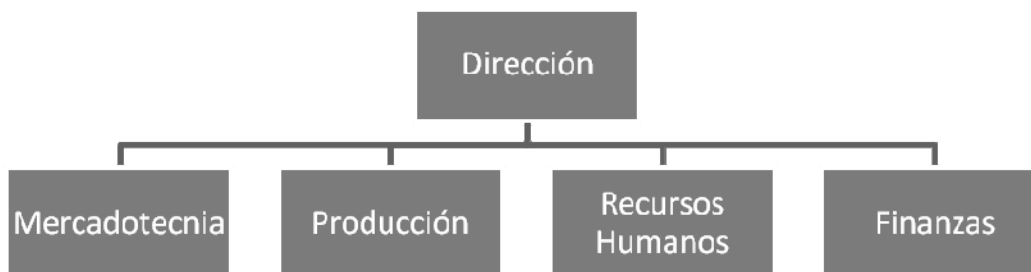 Dirección
Mercadotecnia
Producción
Recursos
Humanos
Finanzas